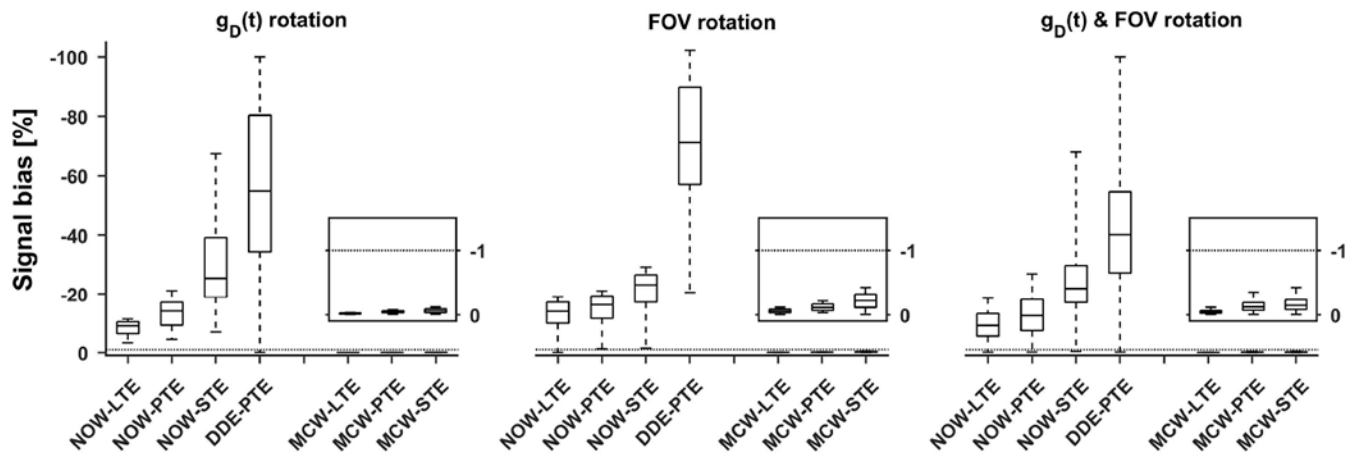 g_D(t) rotation
FOV rotation
g_D(t) & FOV rotation
Signal bias [%]
-100
-80
-60
-40
-20
0
-1
0
-1
0
-1
0
NOW-LTE
NOW-PTE
NOW-STE
DDE-PTE
MCW-LTE
MCW-PTE
MCW-STE
NOW-LTE
NOW-PTE
NOW-STE
DDE-PTE
MCW-LTE
MCW-PTE
MCW-STE
NOW-LTE
NOW-PTE
NOW-STE
DDE-PTE
MCW-LTE
MCW-PTE
MCW-STE